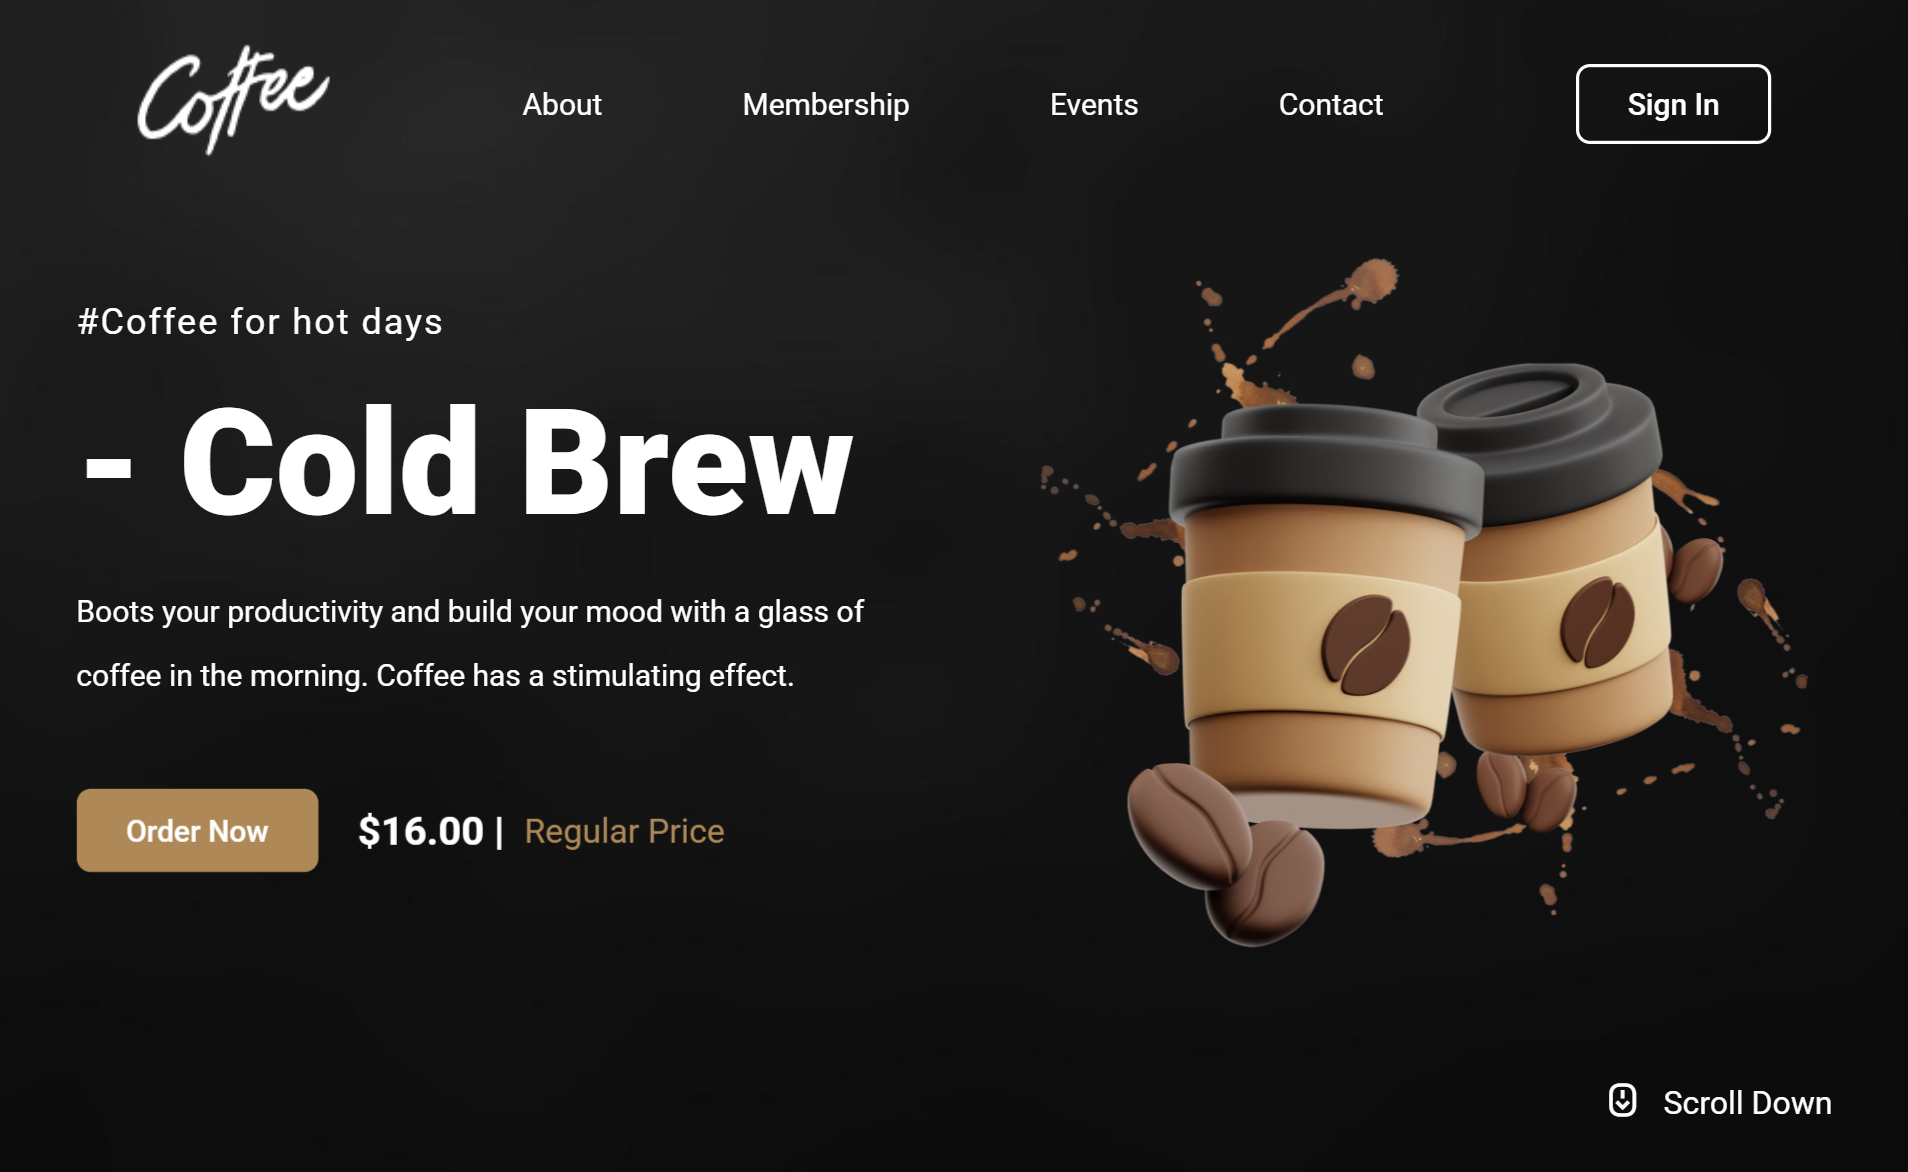 Coffee
About
Membership
Events
Contact
Sign In
#Coffee for hot days
- Cold Brew
Boots your productivity and build your mood with a glass of
coffee in the morning. Coffee has a stimulating effect.
Order Now
$16.00 | Regular Price
Scroll Down